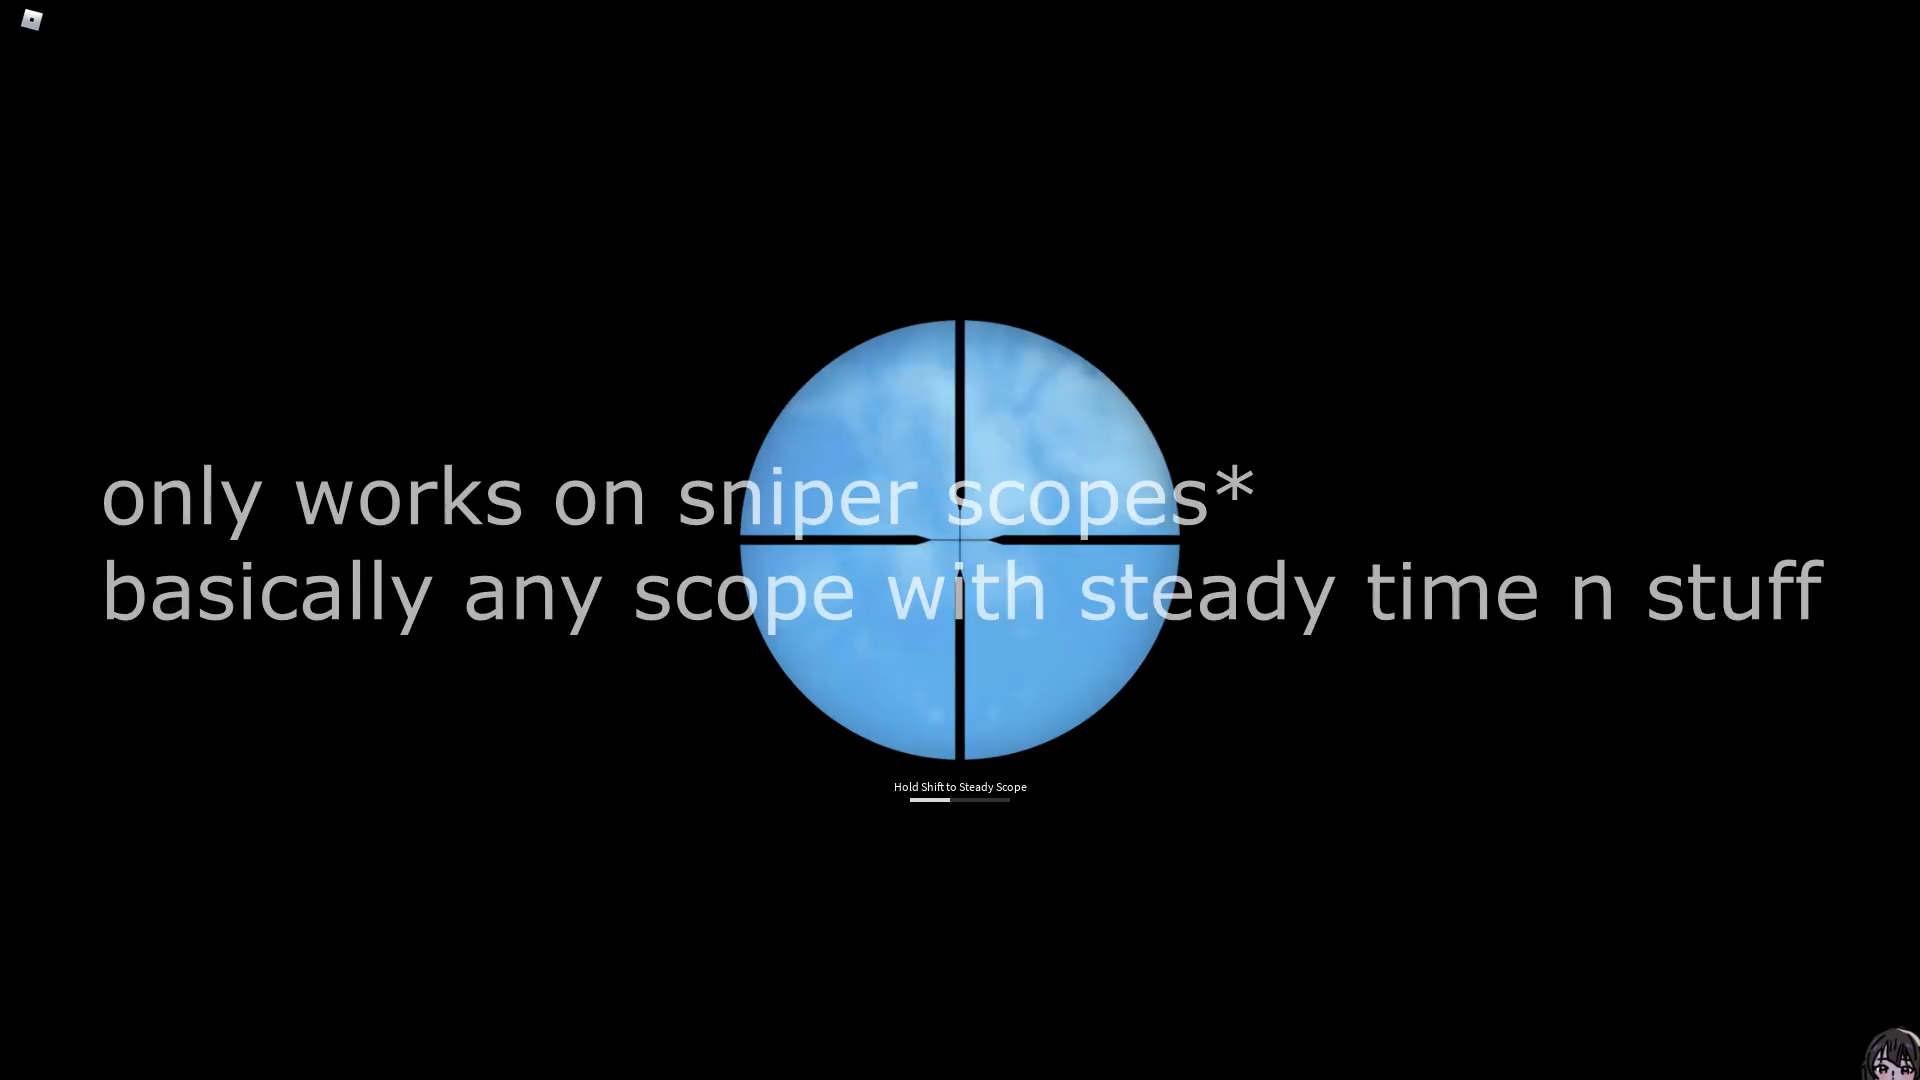 only works on sniper scopes*
basically any scope with steady time n stuff
Hold Shift to Steady Scope